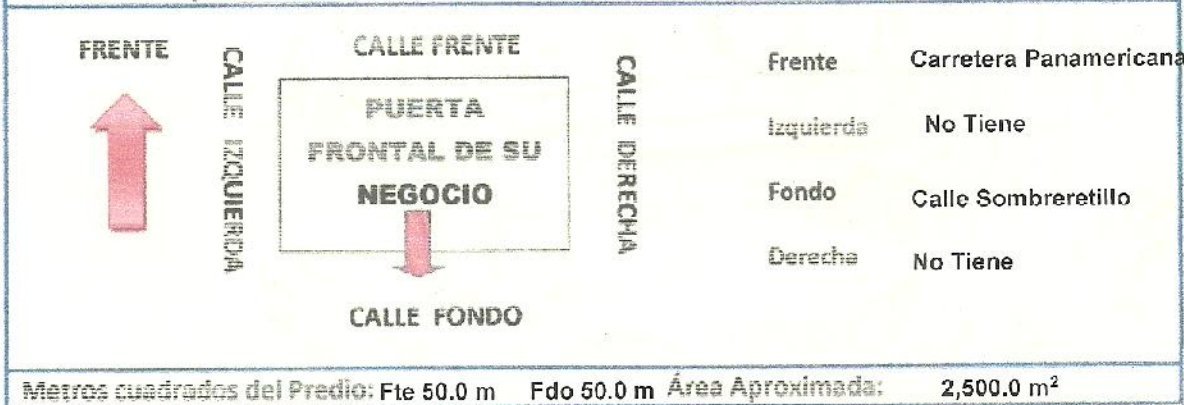 FRENTE
CALLE IZQUIERDA
CALLE FRENTE
PUERTA
FRONTAL DE SU
NEGOCIO
CALLE FONDO
CALLE DERECHA
Frente Carretera Panamericana
Izquierda No Tiene
Fondo Calle Sombreretillo
Derecha No Tiene
Metros cuadrados del Predio: Fte 50.0 m Fdo 50.0 m Área Aproximada: 2,500.0 m²